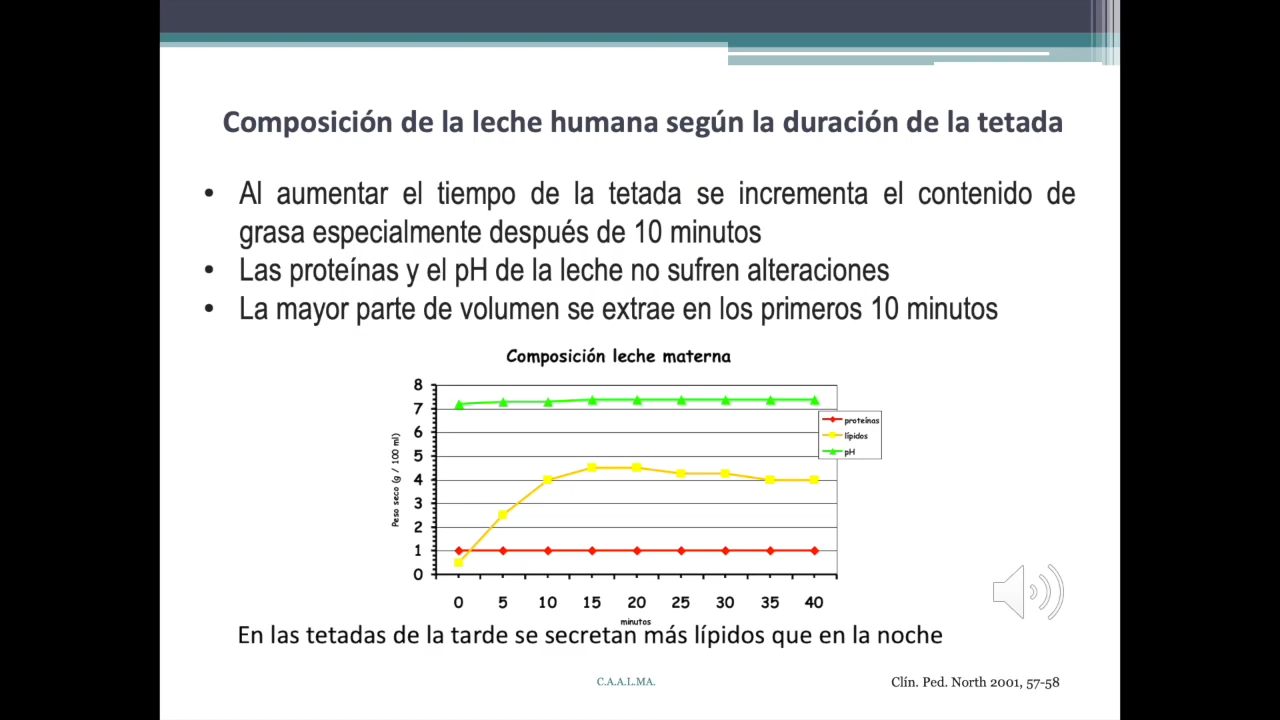 Composición de la leche humana según la duración de la tetada
• Al aumentar el tiempo de la tetada se incrementa el contenido de
grasa especialmente después de 10 minutos
• Las proteínas y el pH de la leche no sufren alteraciones
• La mayor parte de volumen se extrae en los primeros 10 minutos
Composición leche materna
8
7
6
5
4
3
2
1
0
Peso seco (g / 100 ml)
proteínas
lípidos
pH
0 5 10 15 20 25 30 35 40
minutos
En las tetadas de la tarde se secretan más lípidos que en la noche
C.A.A.L.MA.
Clín. Ped. North 2001, 57-58